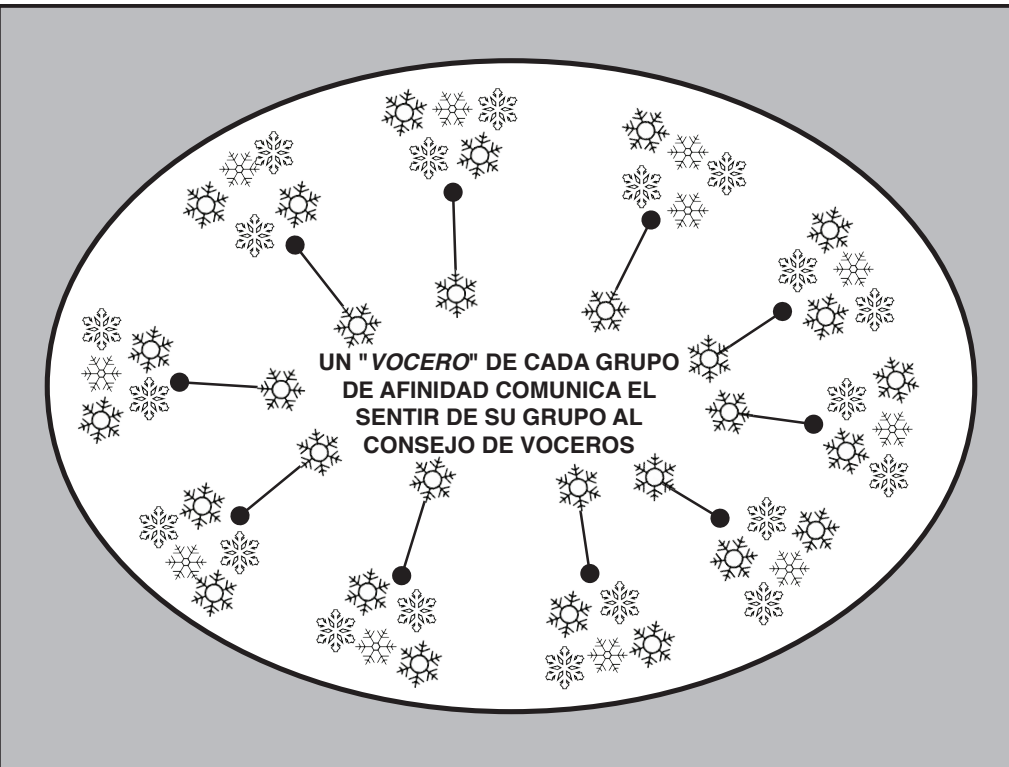 UN "VOCERO" DE CADA GRUPO
DE AFINIDAD COMUNICA EL
SENTIR DE SU GRUPO AL
CONSEJO DE VOCEROS